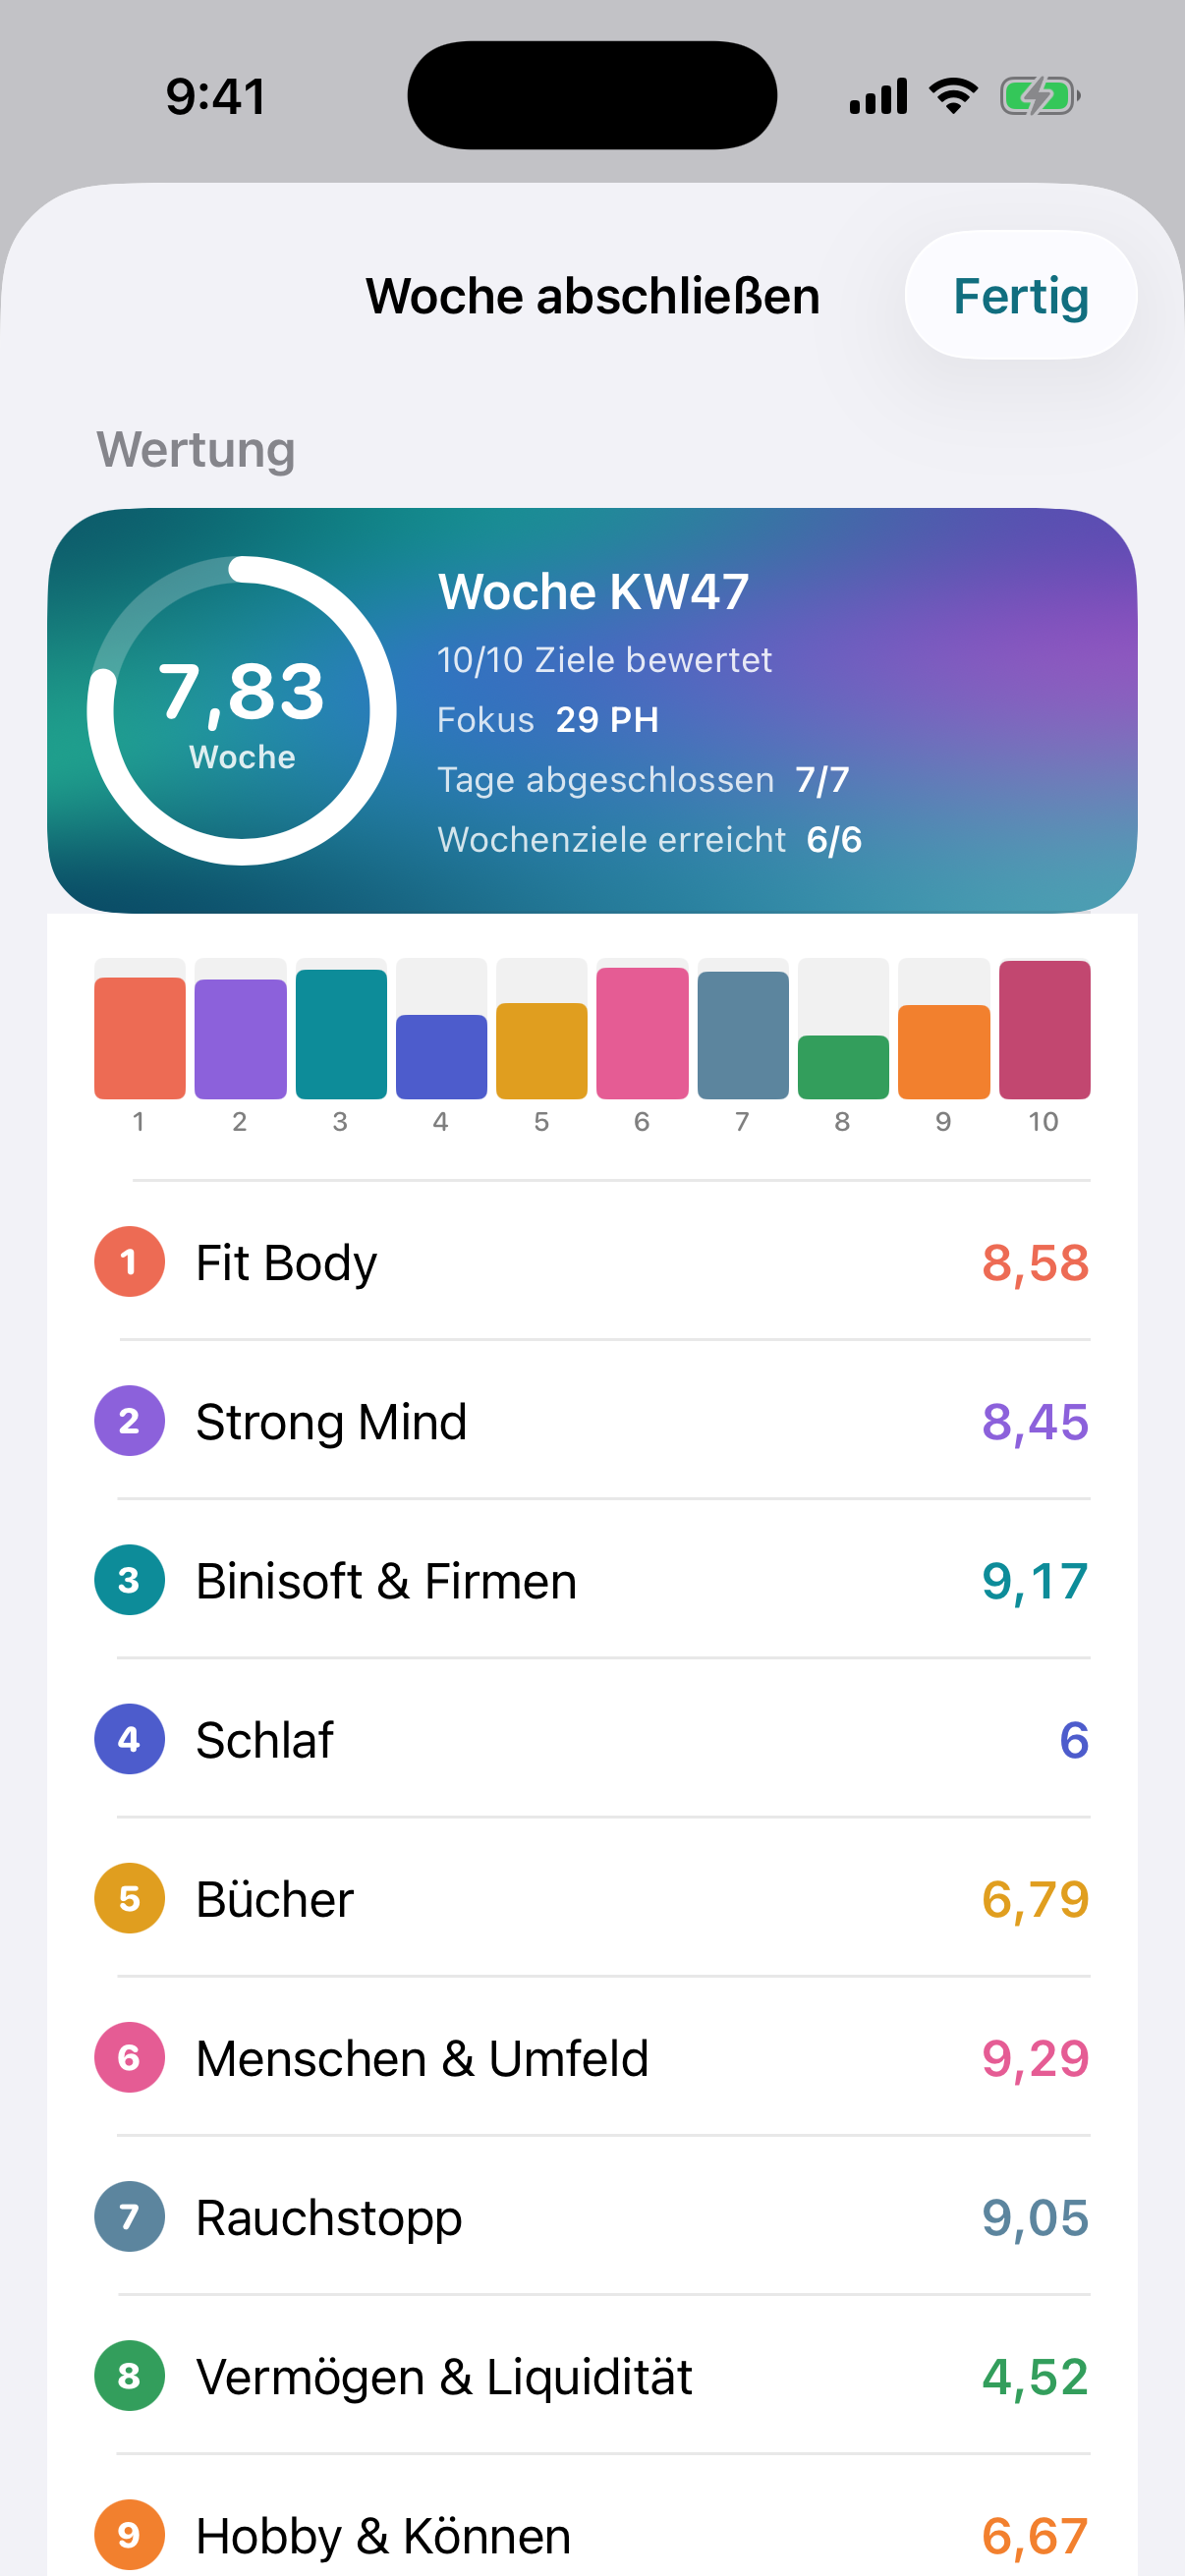 9:41
Woche abschließen
Fertig
Wertung
7,83
Woche
Woche KW47
10/10 Ziele bewertet
Fokus 29 PH
Tage abgeschlossen 7/7
Wochenziele erreicht 6/6
1 2 3 4 5 6 7 8 9 10
1 Fit Body 8,58
2 Strong Mind 8,45
3 Binisoft & Firmen 9,17
4 Schlaf 6
5 Bücher 6,79
6 Menschen & Umfeld 9,29
7 Rauchstopp 9,05
8 Vermögen & Liquidität 4,52
9 Hobby & Können 6,67